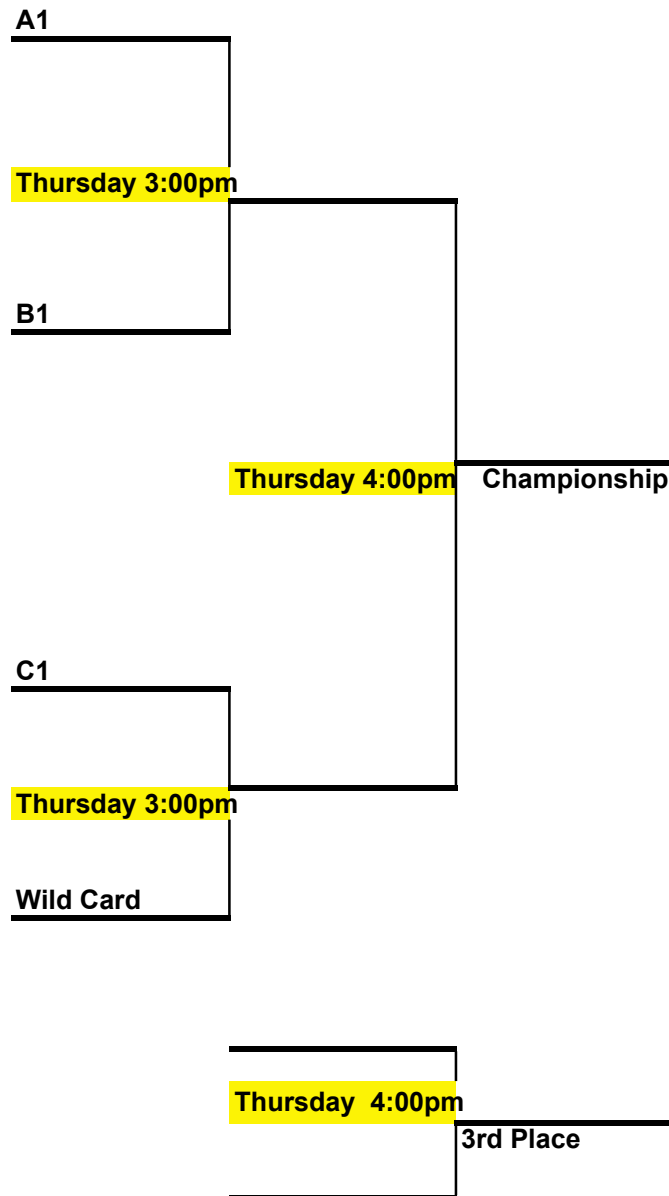 A1
Thursday 3:00pm
B1
Thursday 4:00pm
Championship
C1
Thursday 3:00pm
Wild Card
Thursday  4:00pm
3rd Place